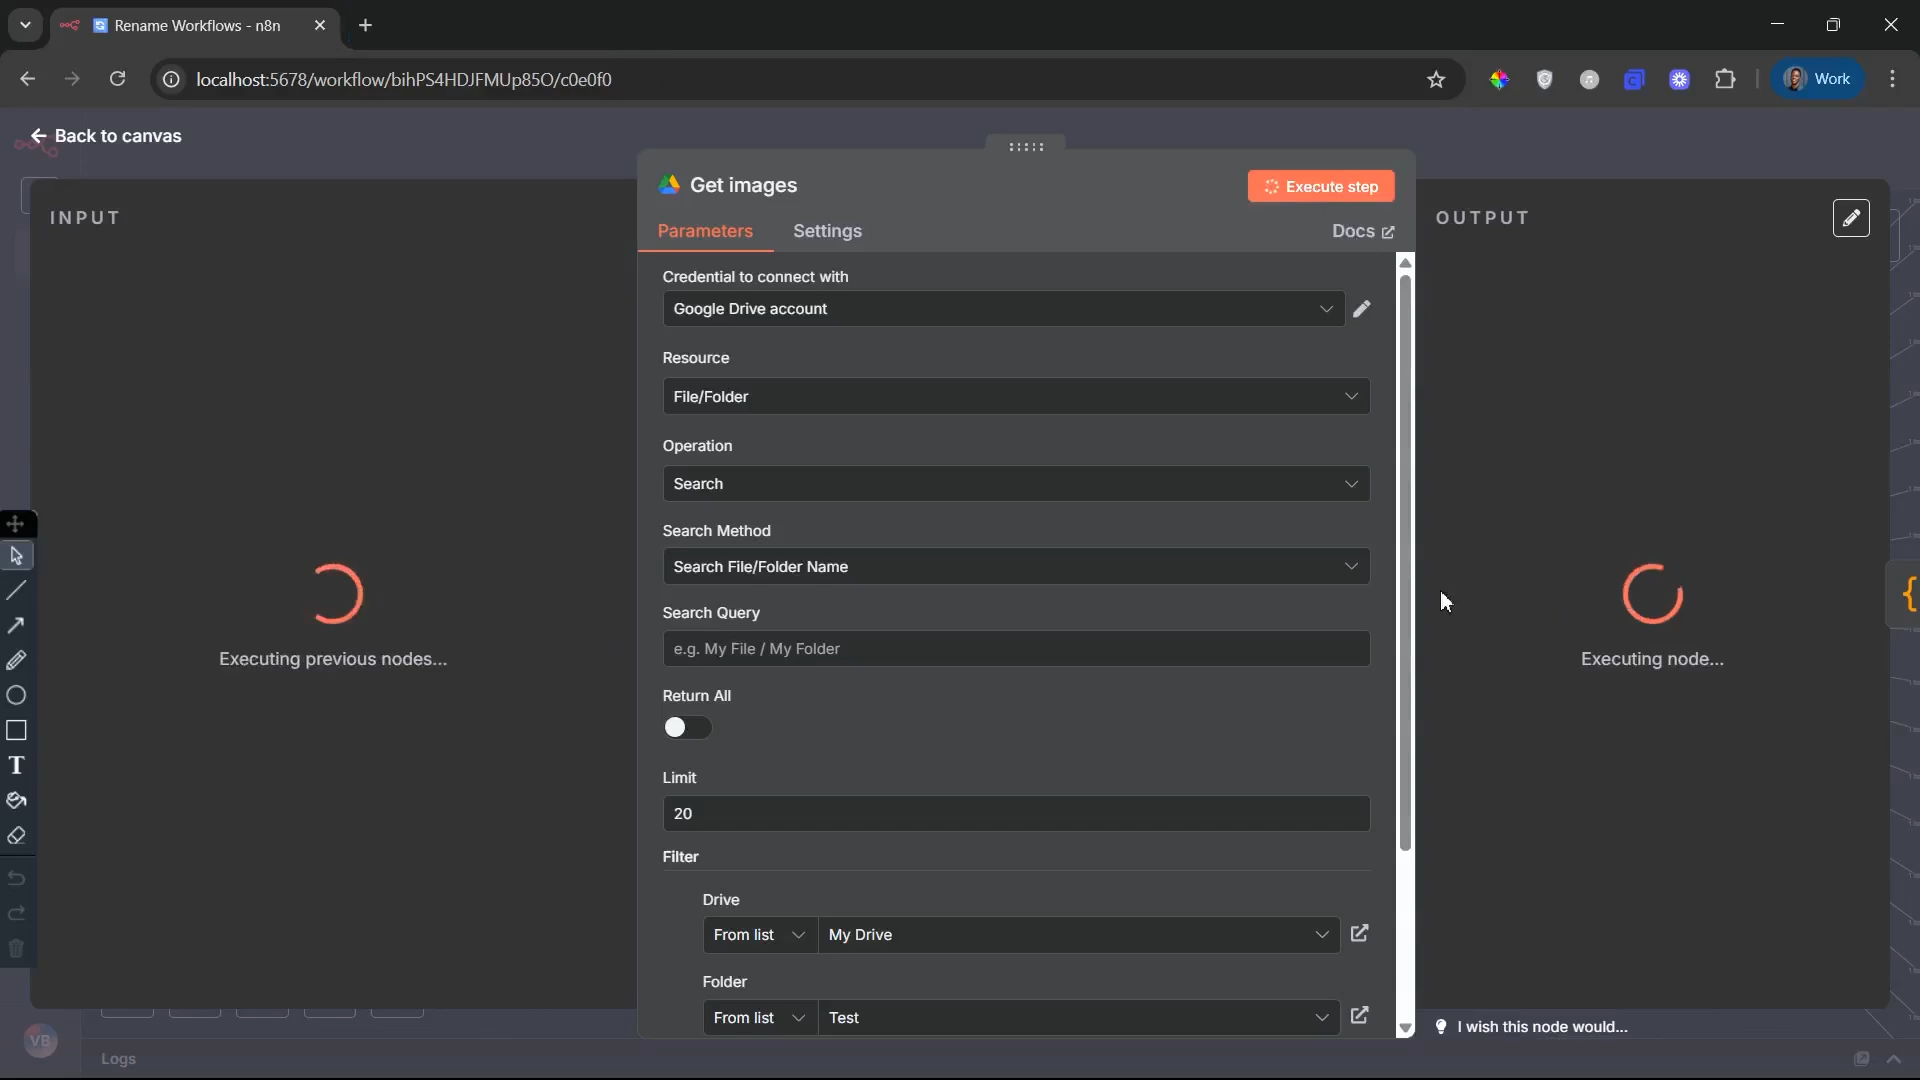 Rename Workflows - n8n
localhost:5678/workflow/bihPS4HDJFMUp85O/c0e0f0
Work
Back to canvas
Get images
Execute step
INPUT
Parameters
Settings
Docs
OUTPUT
Credential to connect with
Google Drive account
Resource
File/Folder
Operation
Search
Search Method
Search File/Folder Name
Search Query
e.g. My File / My Folder
Executing previous nodes...
Executing node...
Return All
Limit
20
Filter
Drive
From list
My Drive
Folder
From list
Test
I wish this node would...
VB
Logs
T
{